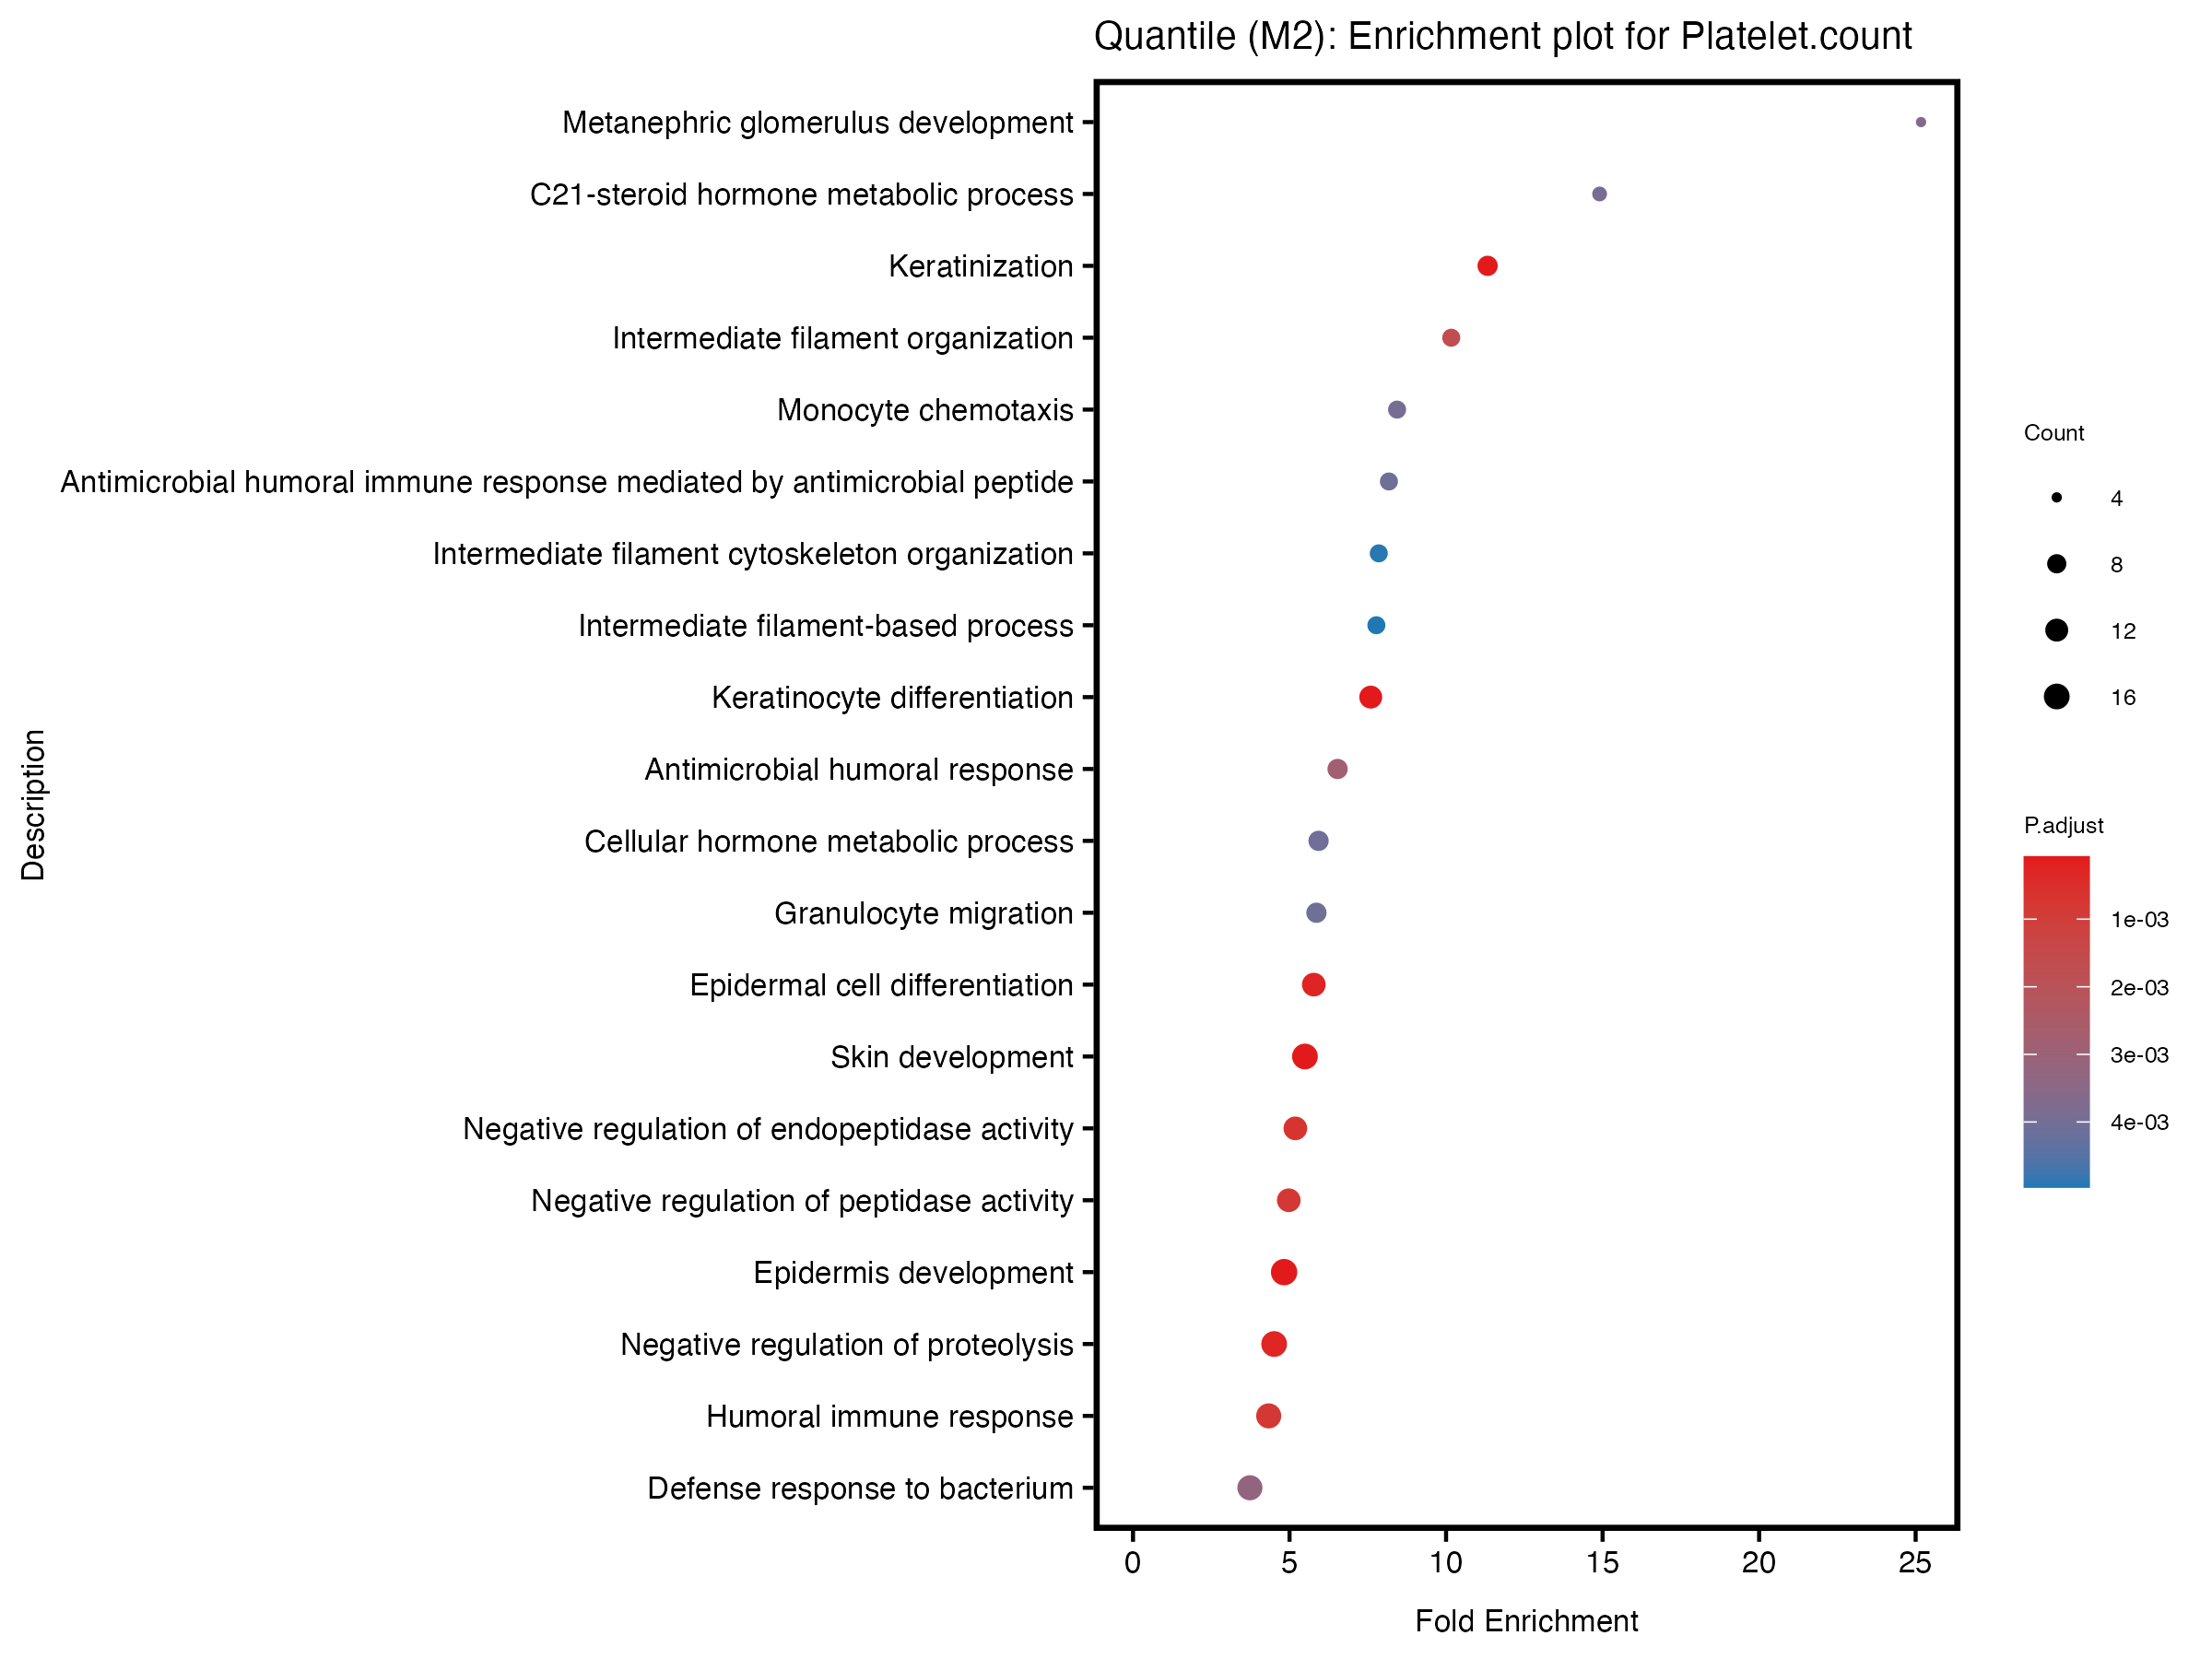 Quantile (M2): Enrichment plot for Platelet.count
Description
Metanephric glomerulus development
C21-steroid hormone metabolic process
Keratinization
Intermediate filament organization
Monocyte chemotaxis
Antimicrobial humoral immune response mediated by antimicrobial peptide
Intermediate filament cytoskeleton organization
Intermediate filament-based process
Keratinocyte differentiation
Antimicrobial humoral response
Cellular hormone metabolic process
Granulocyte migration
Epidermal cell differentiation
Skin development
Negative regulation of endopeptidase activity
Negative regulation of peptidase activity
Epidermis development
Negative regulation of proteolysis
Humoral immune response
Defense response to bacterium
0 5 10 15 20 25
Fold Enrichment
Count
4
8
12
16
P.adjust
1e-03
2e-03
3e-03
4e-03